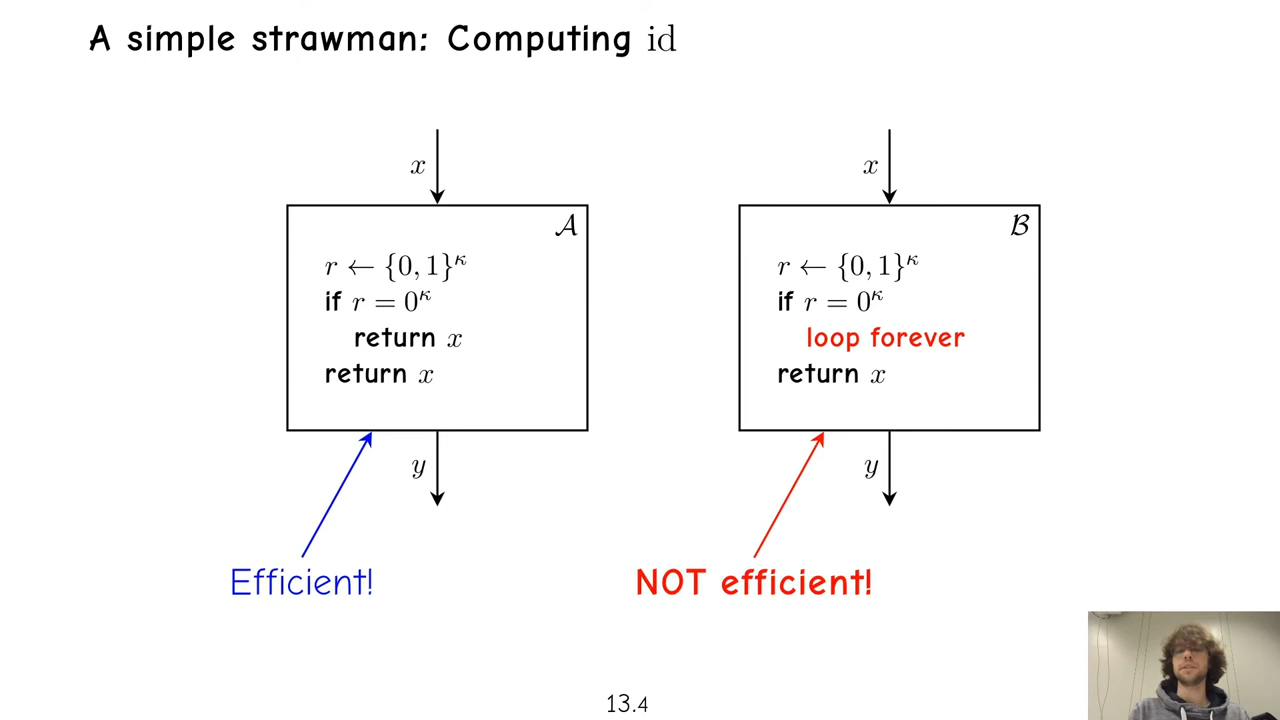 A simple strawman: Computing id
x
𝒜
r ← {0, 1}^κ
if r = 0^κ
return x
return x
y
Efficient!
x
ℬ
r ← {0, 1}^κ
if r = 0^κ
loop forever
return x
y
NOT efficient!
13.4